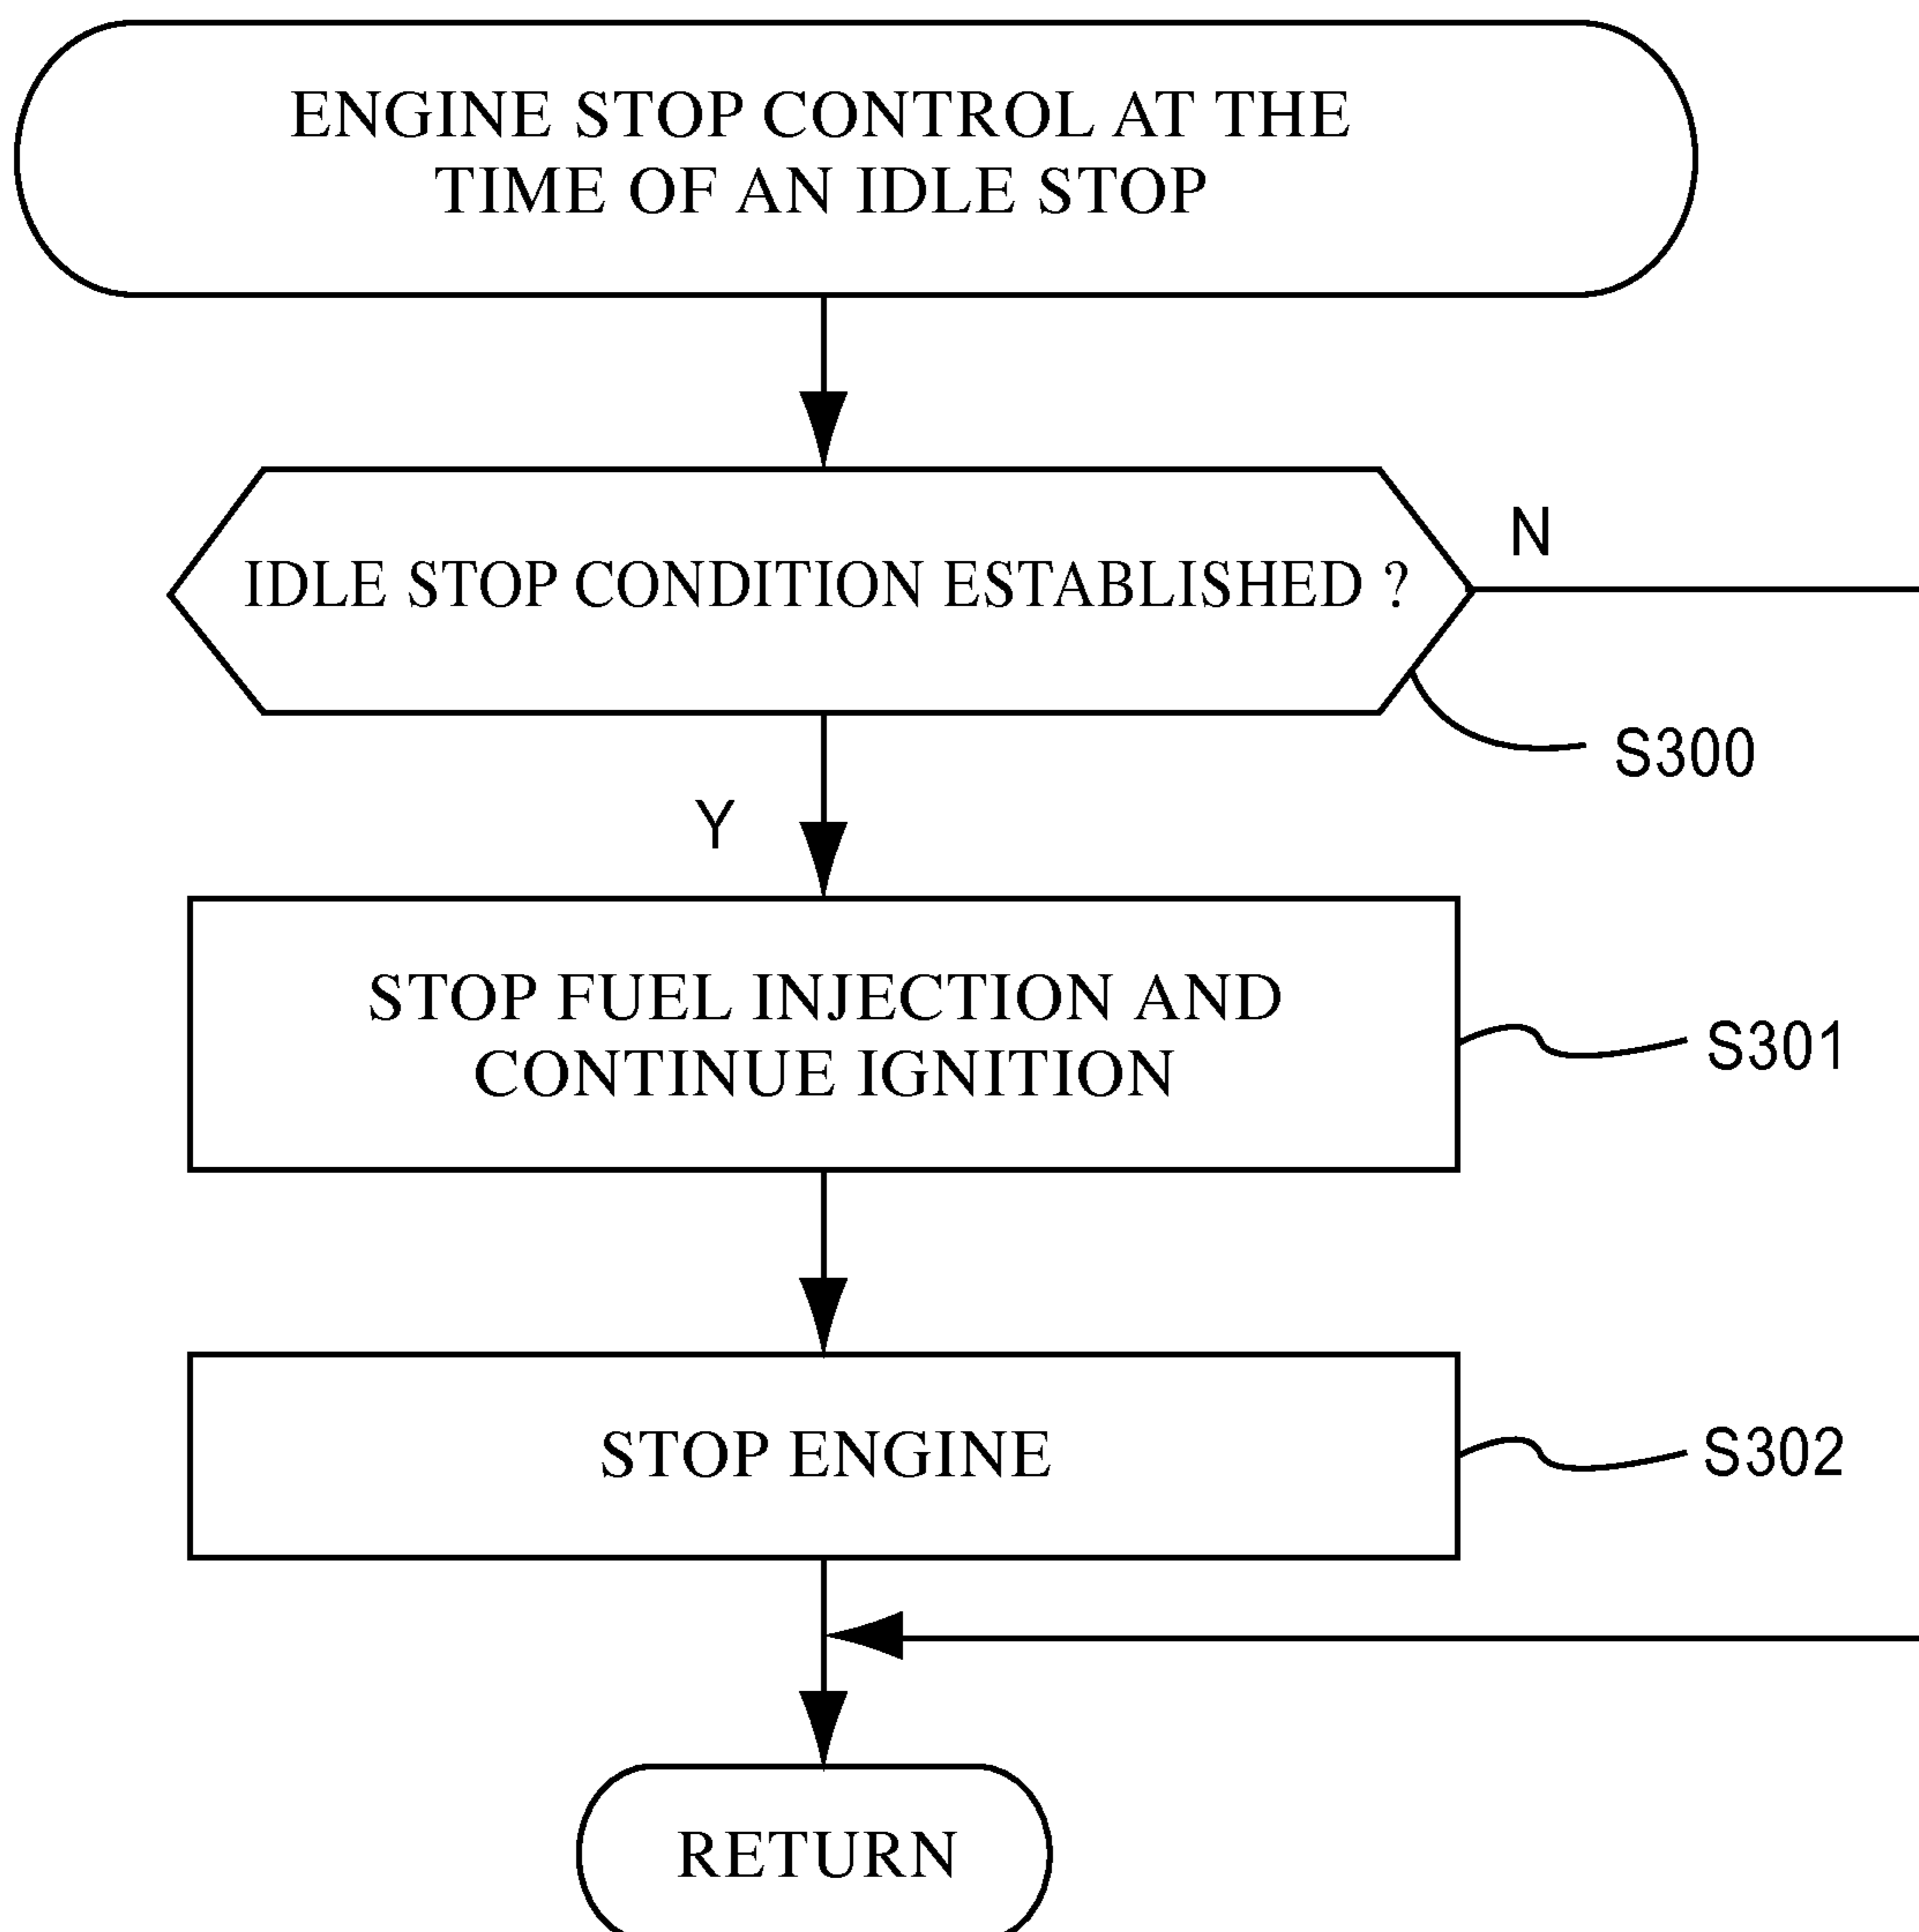 ENGINE STOP CONTROL AT THE
TIME OF AN IDLE STOP
IDLE STOP CONDITION ESTABLISHED ?
N
S300
Y
STOP FUEL INJECTION AND
CONTINUE IGNITION
S301
STOP ENGINE
S302
RETURN